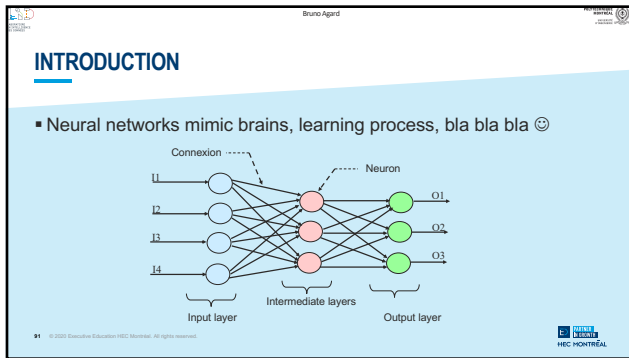 Bruno Agard
POLYTECHNIQUE
MONTRÉAL
INTRODUCTION
▪ Neural networks mimic brains, learning process, bla bla bla ☺
Connexion
Neuron
I1
O1
I2
O2
I3
O3
I4
Input layer
Intermediate layers
Output layer
91 © 2020 Executive Education HEC Montréal. All rights reserved.
HEC MONTRÉAL